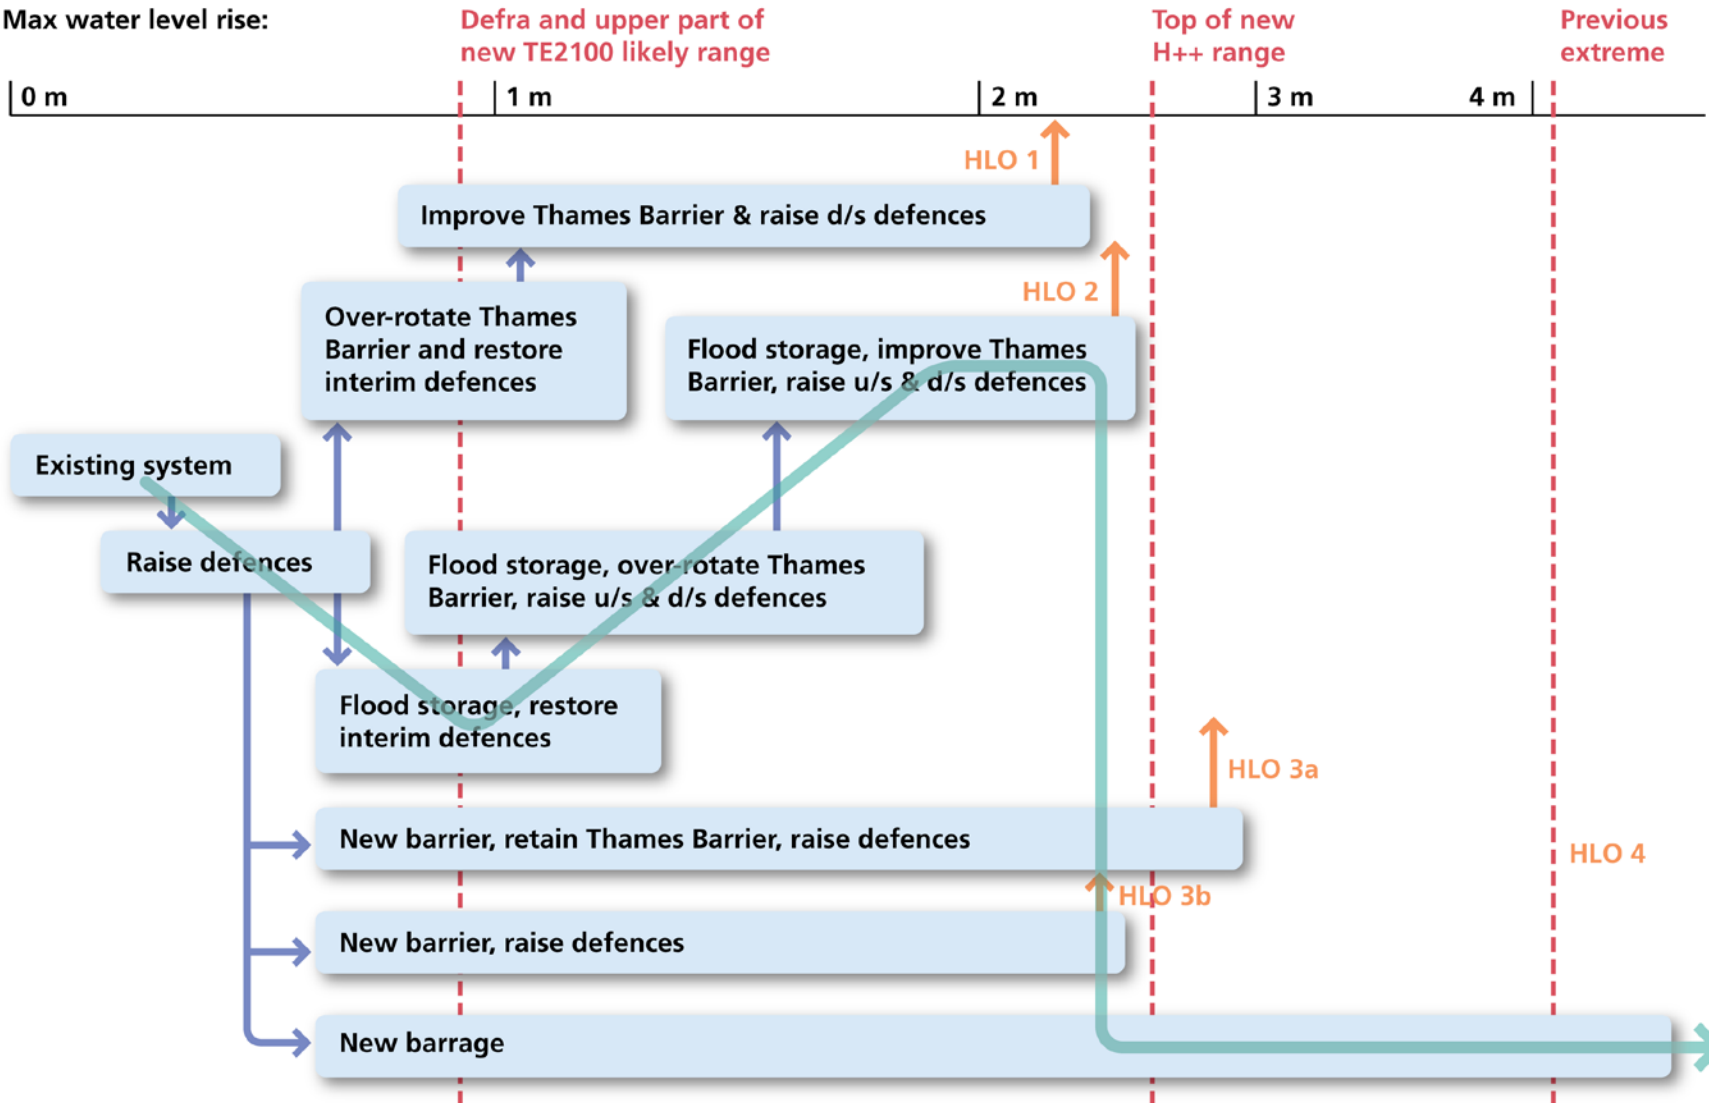 Max water level rise:
Defra and upper part of
new TE2100 likely range
Top of new
H++ range
Previous
extreme
0 m
1 m
2 m
3 m
4 m
HLO 1
Improve Thames Barrier & raise d/s defences
HLO 2
Over-rotate Thames
Barrier and restore
interim defences
Flood storage, improve Thames
Barrier, raise u/s & d/s defences
Existing system
Raise defences
Flood storage, over-rotate Thames
Barrier, raise u/s & d/s defences
Flood storage, restore
interim defences
HLO 3a
New barrier, retain Thames Barrier, raise defences
HLO 4
HLO 3b
New barrier, raise defences
New barrage